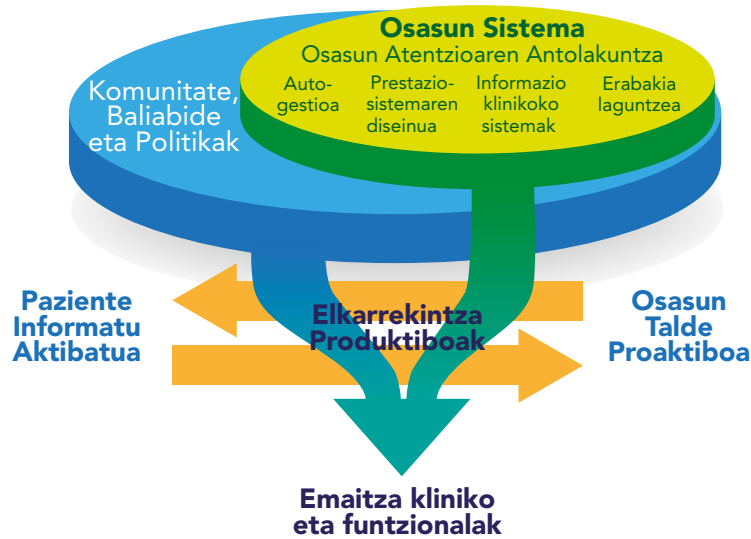 Osasun Sistema
Osasun Atentzioaren Antolakuntza
Auto-
gestioa
Prestazio-
sistemaren
diseinua
Informazio
klinikoko
sistemak
Erabakia
laguntzea
Komunitate,
Baliabide
eta Politikak
Paziente
Informatu
Aktibatua
Elkarrekintza
Produktiboak
Osasun
Talde
Proaktiboa
Emaitza kliniko
eta funtzionalak